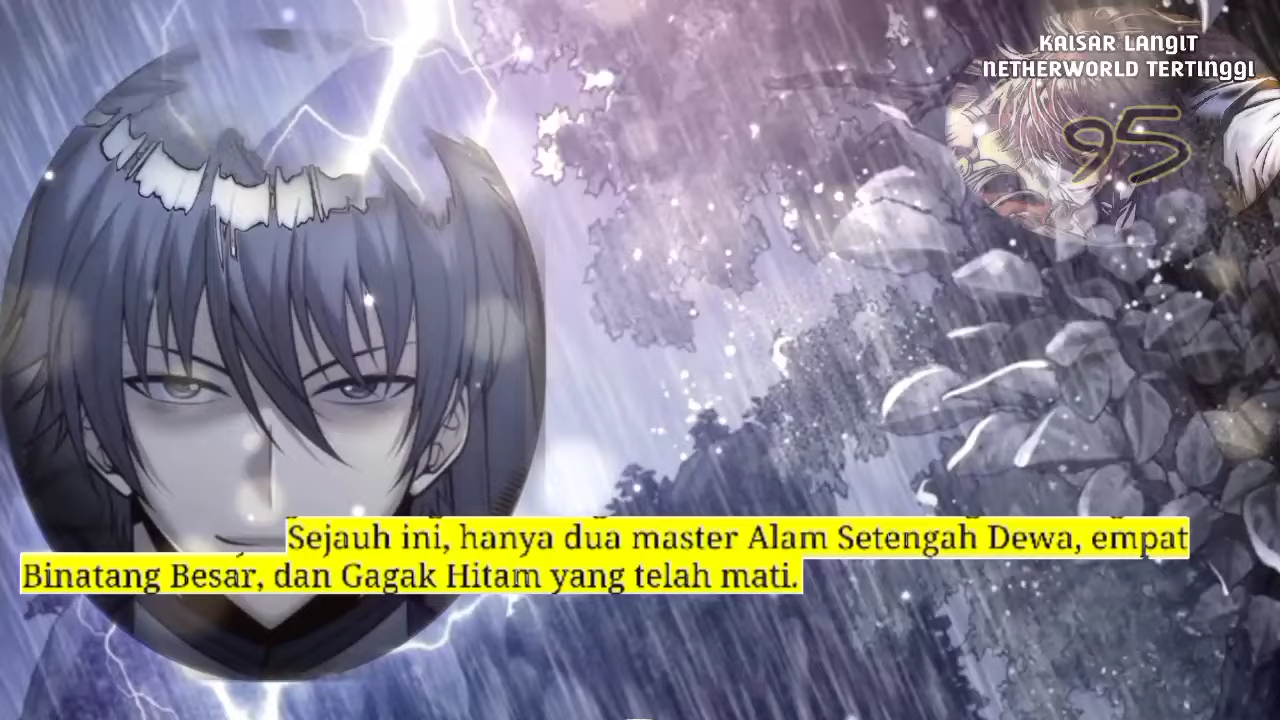 KAISAR LANGIT
NETHERWORLD TERTINGGI
95
Sejauh ini, hanya dua master Alam Setengah Dewa, empat
Binatang Besar, dan Gagak Hitam yang telah mati.